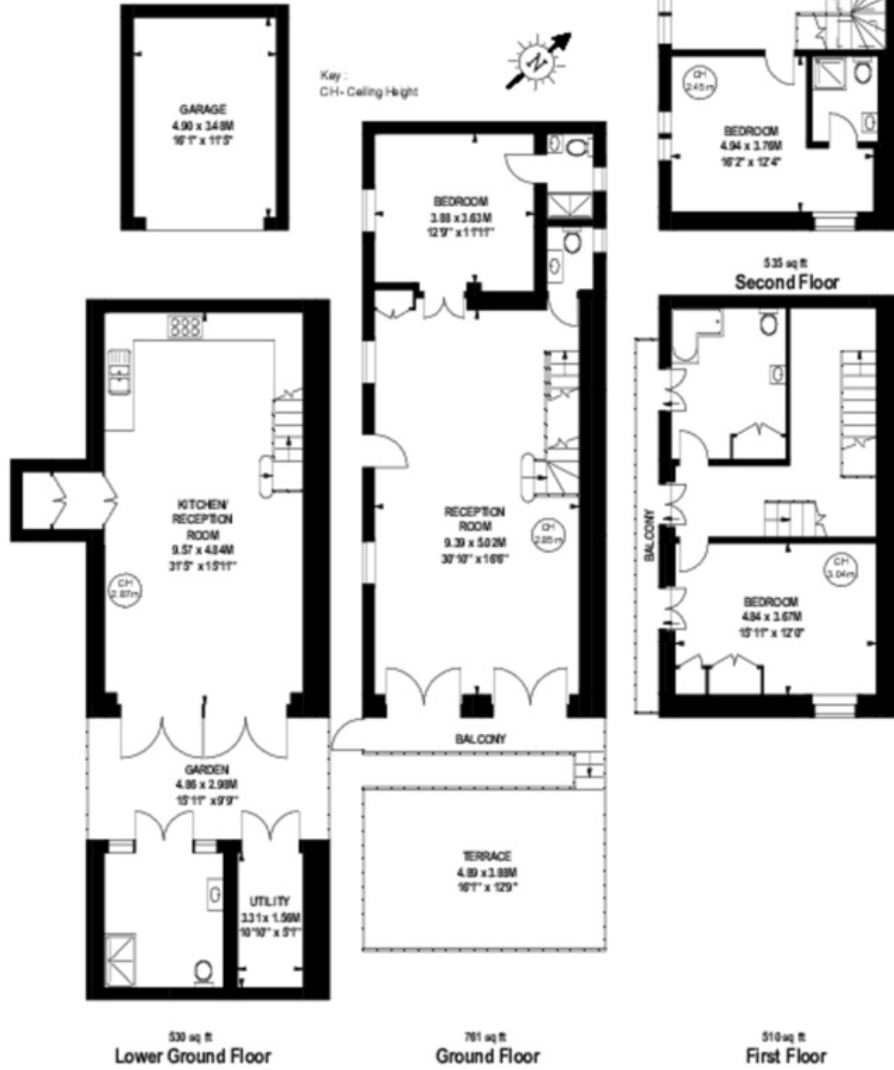 GARAGE
4.90 x 3.48M
16'1" x 11'5"
Key :
CH - Ceiling Height
N
CH
2.45m
BEDROOM
4.94 x 3.76M
16'2" x 12'4"
535 sq ft
Second Floor
BEDROOM
3.88 x 3.63M
12'9" x 11'11"
KITCHEN/
RECEPTION
ROOM
9.57 x 4.84M
31'5" x 15'11"
CH
2.87m
RECEPTION
ROOM
9.39 x 5.02M
30'10" x 16'6"
CH
2.85m
BALCONY
CH
3.04m
BEDROOM
4.84 x 3.67M
15'11" x 12'0"
BALCONY
GARDEN
4.86 x 2.98M
15'11" x 9'9"
TERRACE
4.89 x 3.88M
16'1" x 12'9"
UTILITY
3.31 x 1.56M
10'10" x 5'1"
530 sq ft
Lower Ground Floor
761 sq ft
Ground Floor
510 sq ft
First Floor